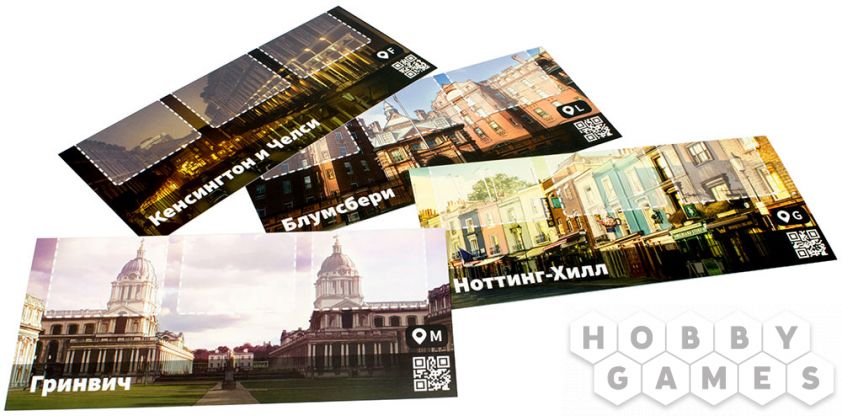 F
Кенсингтон и Челси
L
Блумсбери
G
Ноттинг-Хилл
M
Гринвич
HOBBY
GAMES